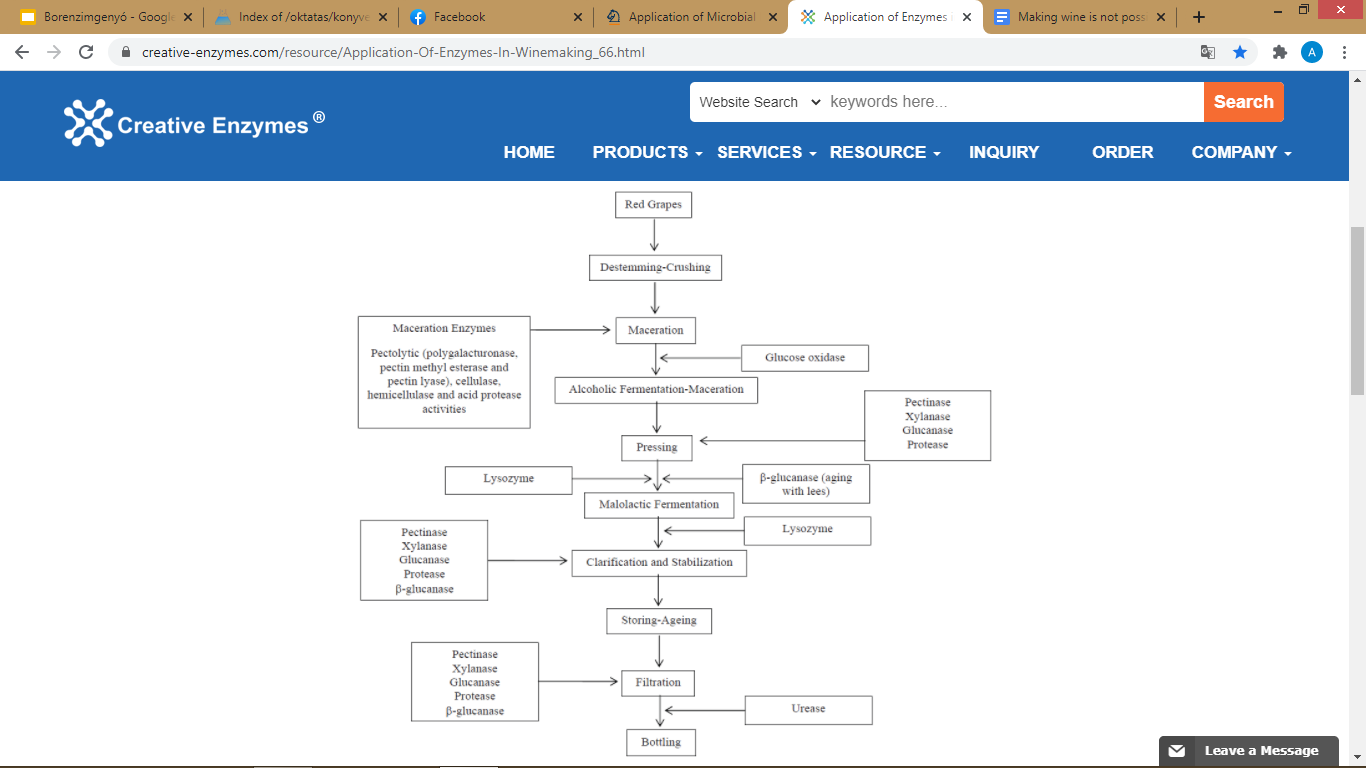 Borenzimgenyó - Google
Index of /oktatas/konyve
Facebook
Application of Microbial
Application of Enzymes
Making wine is not poss
creative-enzymes.com/resource/Application-Of-Enzymes-In-Winemaking_66.html
A
Creative Enzymes ®
Website Search
keywords here...
Search
HOME
PRODUCTS
SERVICES
RESOURCE
INQUIRY
ORDER
COMPANY
Red Grapes
Destemming-Crushing
Maceration Enzymes
Pectolytic (polygalacturonase,
pectin methyl esterase and
pectin lyase), cellulase,
hemicellulase and acid protease
activities
Maceration
Glucose oxidase
Alcoholic Fermentation-Maceration
Pectinase
Xylanase
Glucanase
Protease
Pressing
Lysozyme
β-glucanase (aging
with lees)
Malolactic Fermentation
Lysozyme
Pectinase
Xylanase
Glucanase
Protease
β-glucanase
Clarification and Stabilization
Storing-Ageing
Pectinase
Xylanase
Glucanase
Protease
β-glucanase
Filtration
Urease
Bottling
Leave a Message